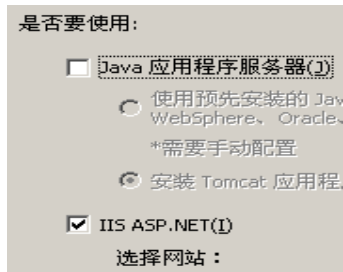 是否要使用:
Java 应用程序服务器(J)
使用预先安装的 Jav
WebSphere、Oracle、
*需要手动配置
安装 Tomcat 应用程
IIS ASP.NET(I)
选择网站：